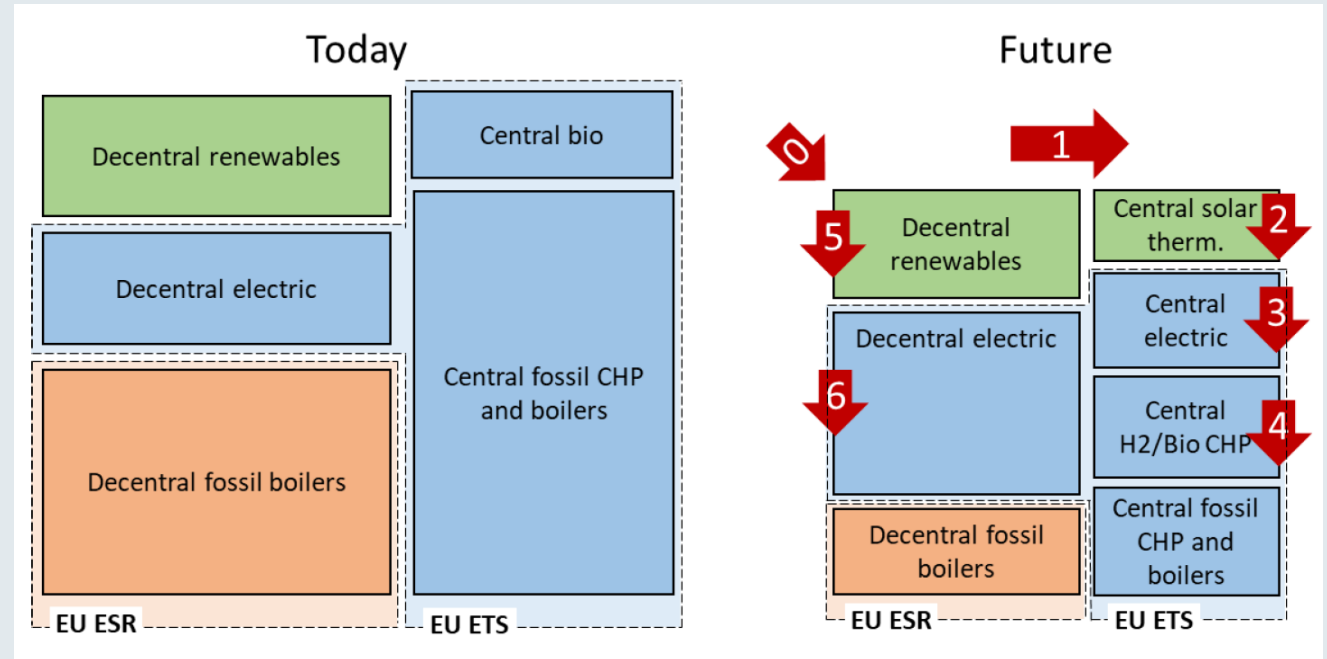 Today
Decentral renewables
Central bio
Decentral electric
Central fossil CHP
and boilers
Decentral fossil boilers
EU ESR
EU ETS
Future
0
1
5
Decentral
renewables
Central solar
therm.
2
Decentral electric
6
Central
electric
3
Central
H2/Bio CHP
4
Decentral fossil
boilers
Central fossil
CHP and
boilers
EU ESR
EU ETS